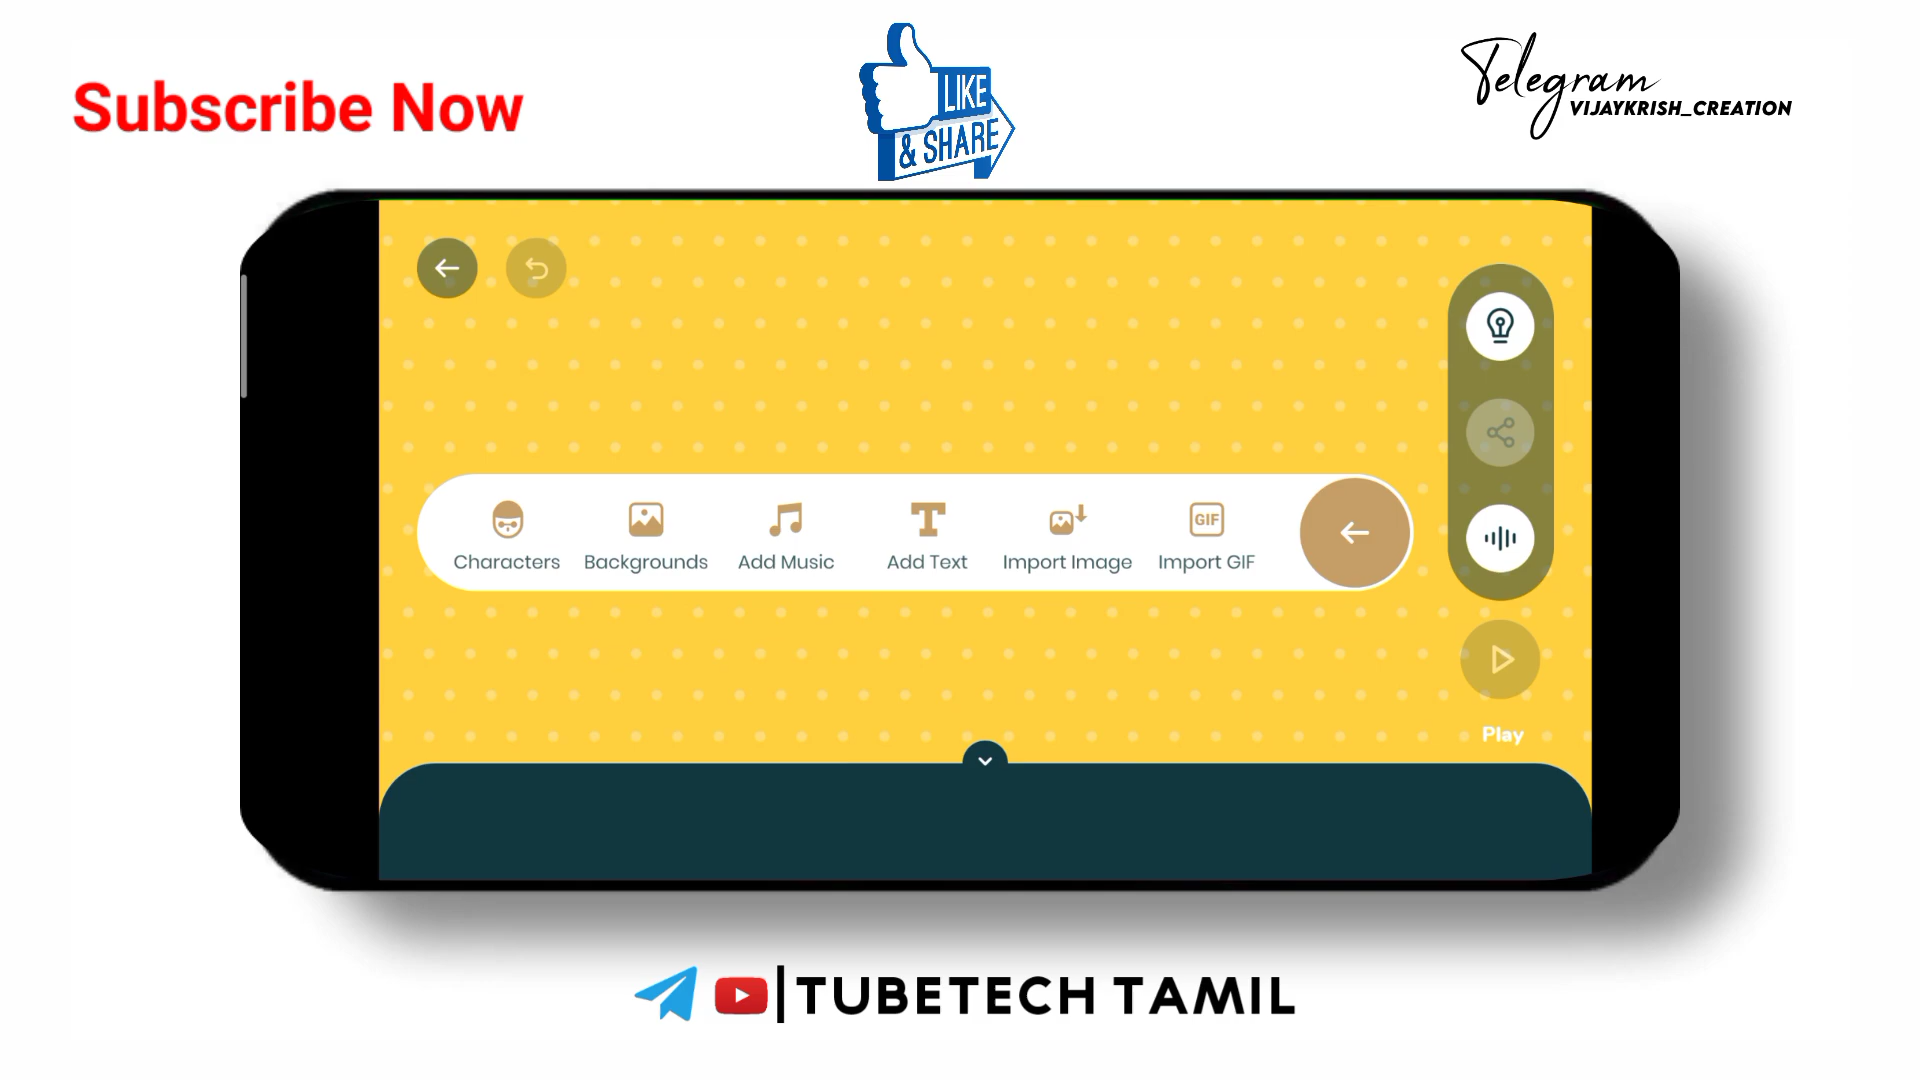 Subscribe Now
LIKE
& SHARE
Telegram
VIJAYKRISH_CREATION
Characters
Backgrounds
Add Music
Add Text
Import Image
GIF
Import GIF
Play
TUBETECH TAMIL